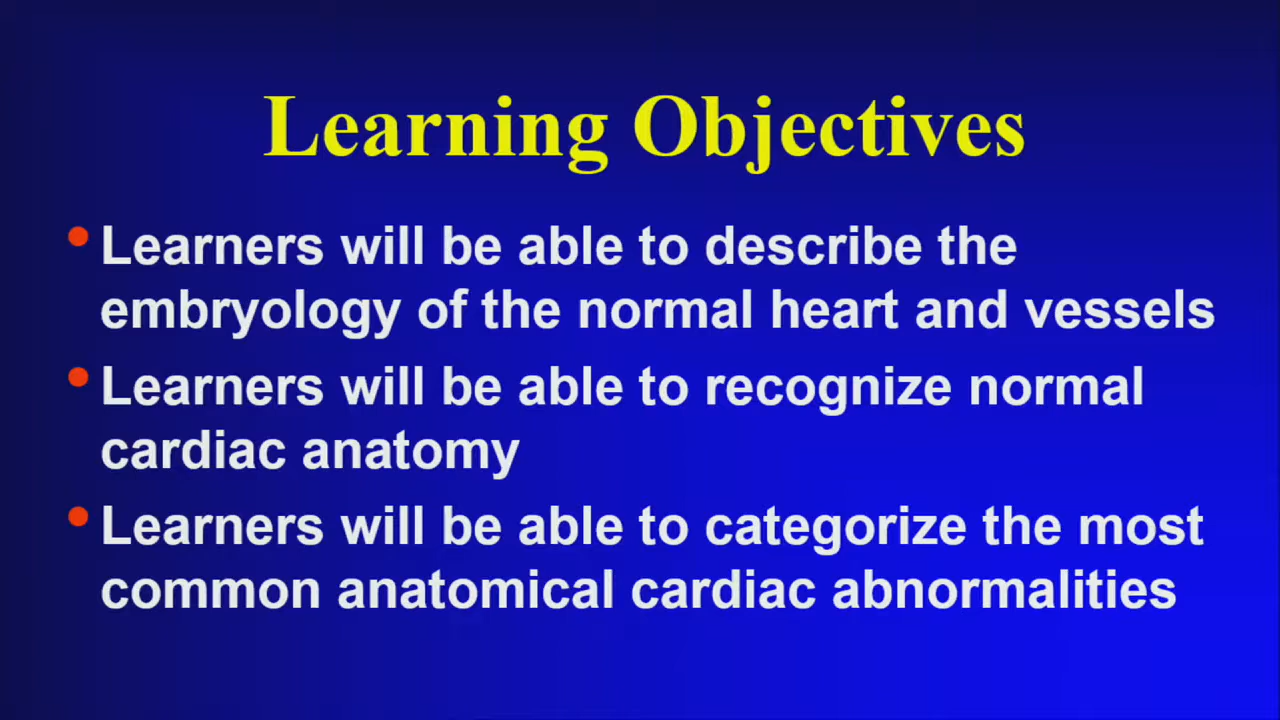 Learning Objectives
• Learners will be able to describe the
embryology of the normal heart and vessels
• Learners will be able to recognize normal
cardiac anatomy
• Learners will be able to categorize the most
common anatomical cardiac abnormalities